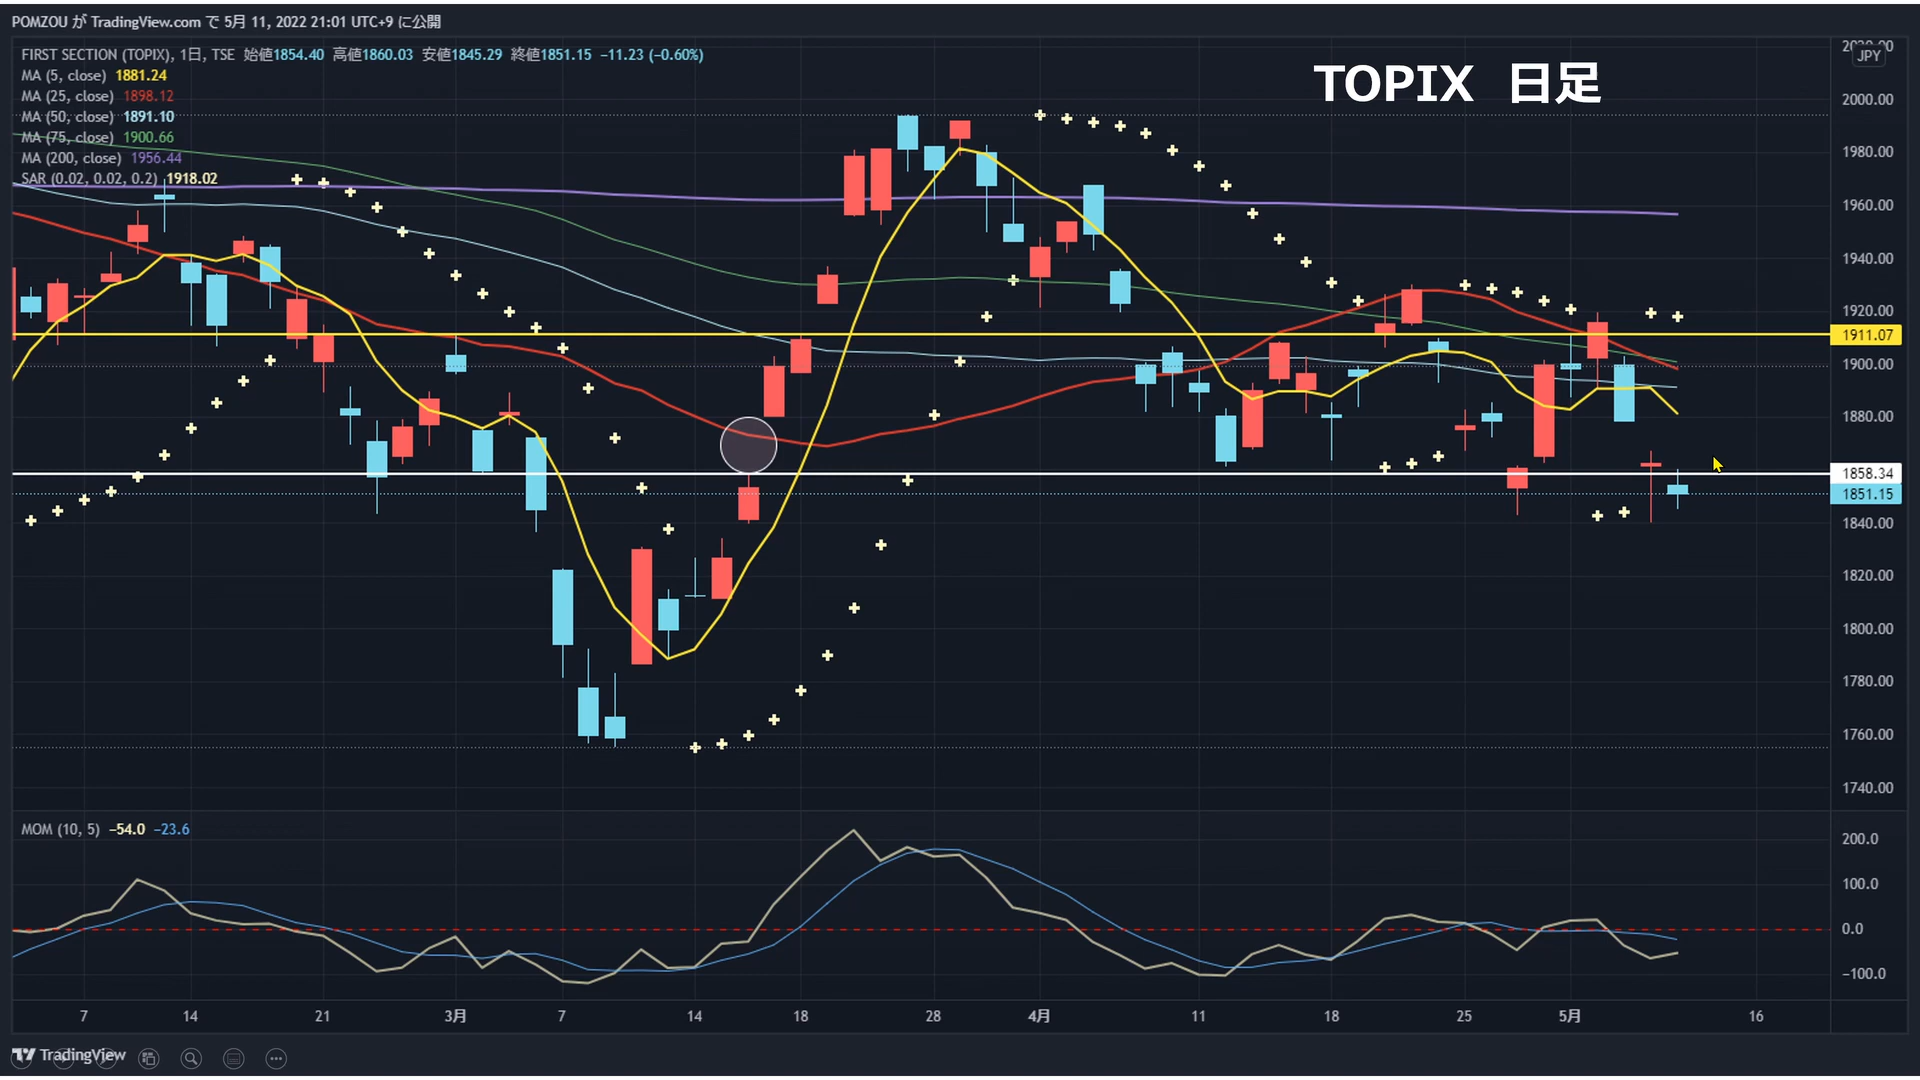 POMZOU が TradingView.com で 5月 11, 2022 21:01 UTC+9 に公開
FIRST SECTION (TOPIX), 1日, TSE 始値1854.40 高値1860.03 安値1845.29 終値1851.15 −11.23 (−0.60%)
MA (5, close) 1881.24
MA (25, close) 1898.12
MA (50, close) 1891.10
MA (75, close) 1900.66
MA (200, close) 1956.44
SAR (0.02, 0.02, 0.2) 1918.02
TOPIX 日足
JPY
2000.00
1980.00
1960.00
1940.00
1920.00
1911.07
1900.00
1880.00
1858.34
1851.15
1840.00
1820.00
1800.00
1780.00
1760.00
1740.00
MOM (10, 5) −54.0 −23.6
200.0
100.0
0.0
−100.0
7 14 21 3月 7 14 18 28 4月 11 18 25 5月 16
TradingView